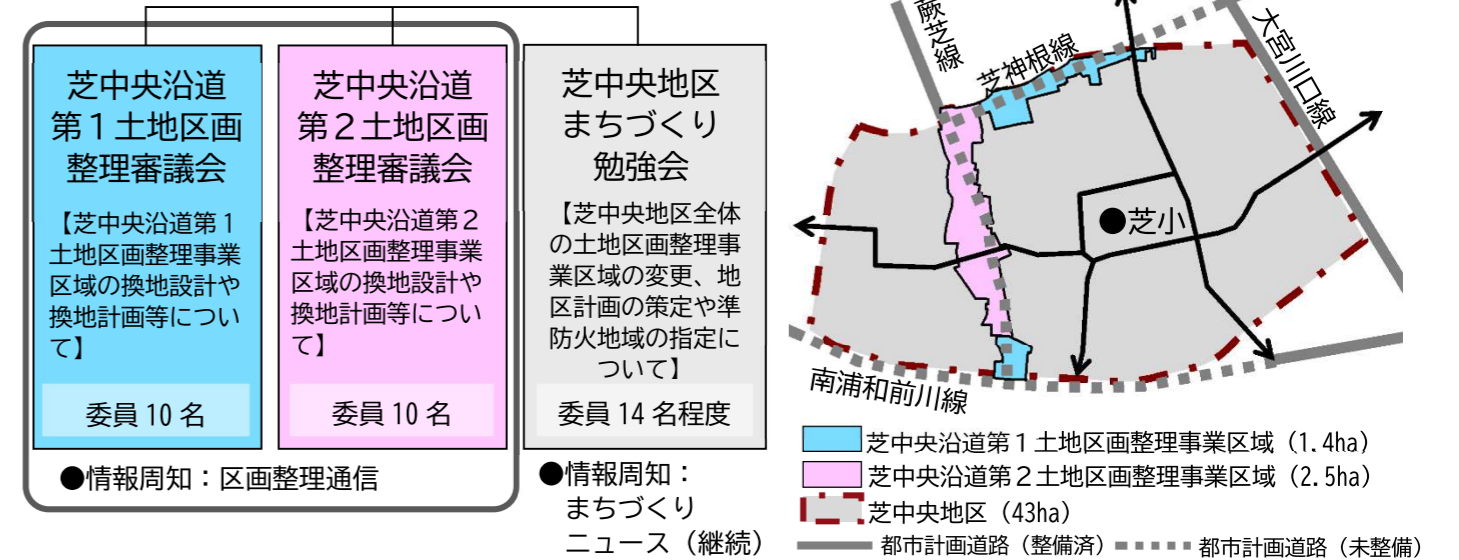 芝中央沿道
第１土地区画
整理審議会
【芝中央沿道第１
土地区画整理事業
区域の換地設計や
換地計画等につい
て】
委員 10 名
芝中央沿道
第２土地区画
整理審議会
【芝中央沿道第２
土地区画整理事業
区域の換地設計や
換地計画等につい
て】
委員 10 名
●情報周知：区画整理通信
芝中央地区
まちづくり
勉強会
【芝中央地区全体
の土地区画整理事
業区域の変更、地
区計画の策定や準
防火地域の指定に
ついて】
委員 14 名程度
●情報周知：
まちづくり
ニュース（継続）
蕨芝線
芝神根線
大宮川口線
●芝小
南浦和前川線
芝中央沿道第１土地区画整理事業区域（1.4ha）
芝中央沿道第２土地区画整理事業区域（2.5ha）
芝中央地区（43ha）
都市計画道路（整備済）
都市計画道路（未整備）